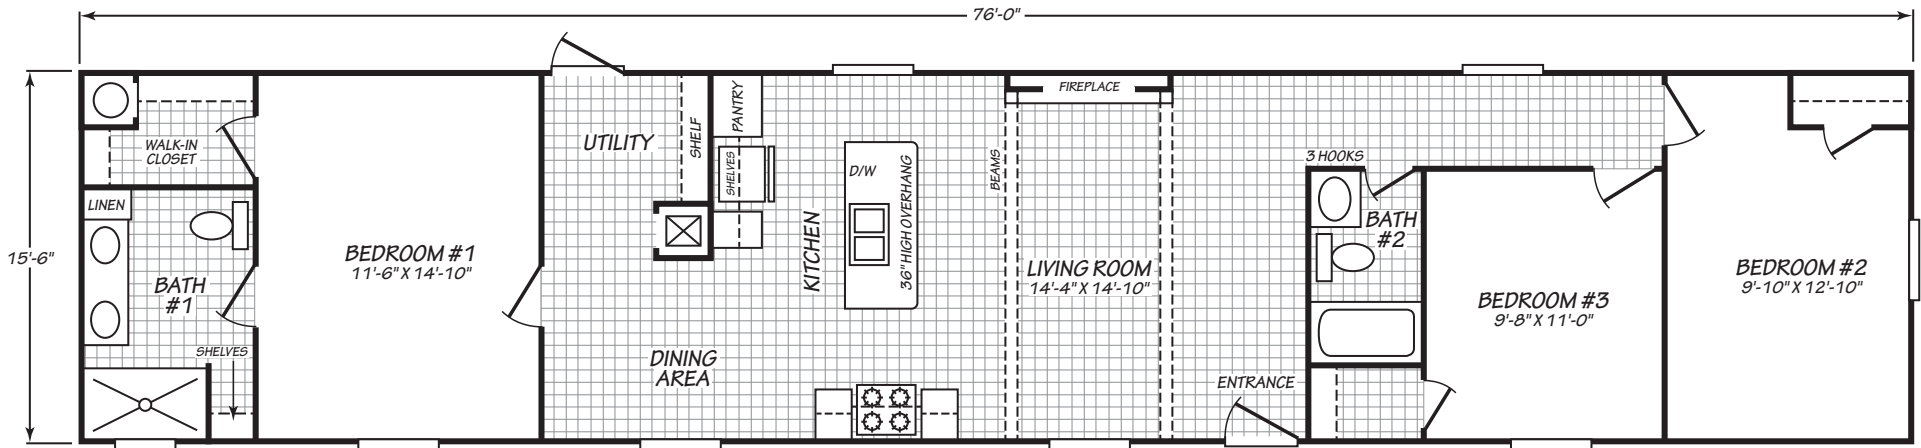 76'-0"
15'-6"
WALK-IN
CLOSET
LINEN
BATH
#1
SHELVES
BEDROOM #1
11'-6" X 14'-10"
UTILITY
SHELF
PANTRY
SHELVES
KITCHEN
D/W
36" HIGH OVERHANG
DINING
AREA
BEAMS
FIREPLACE
LIVING ROOM
14'-4" X 14'-10"
ENTRANCE
3 HOOKS
BATH
#2
BEDROOM #3
9'-8" X 11'-0"
BEDROOM #2
9'-10" X 12'-10"